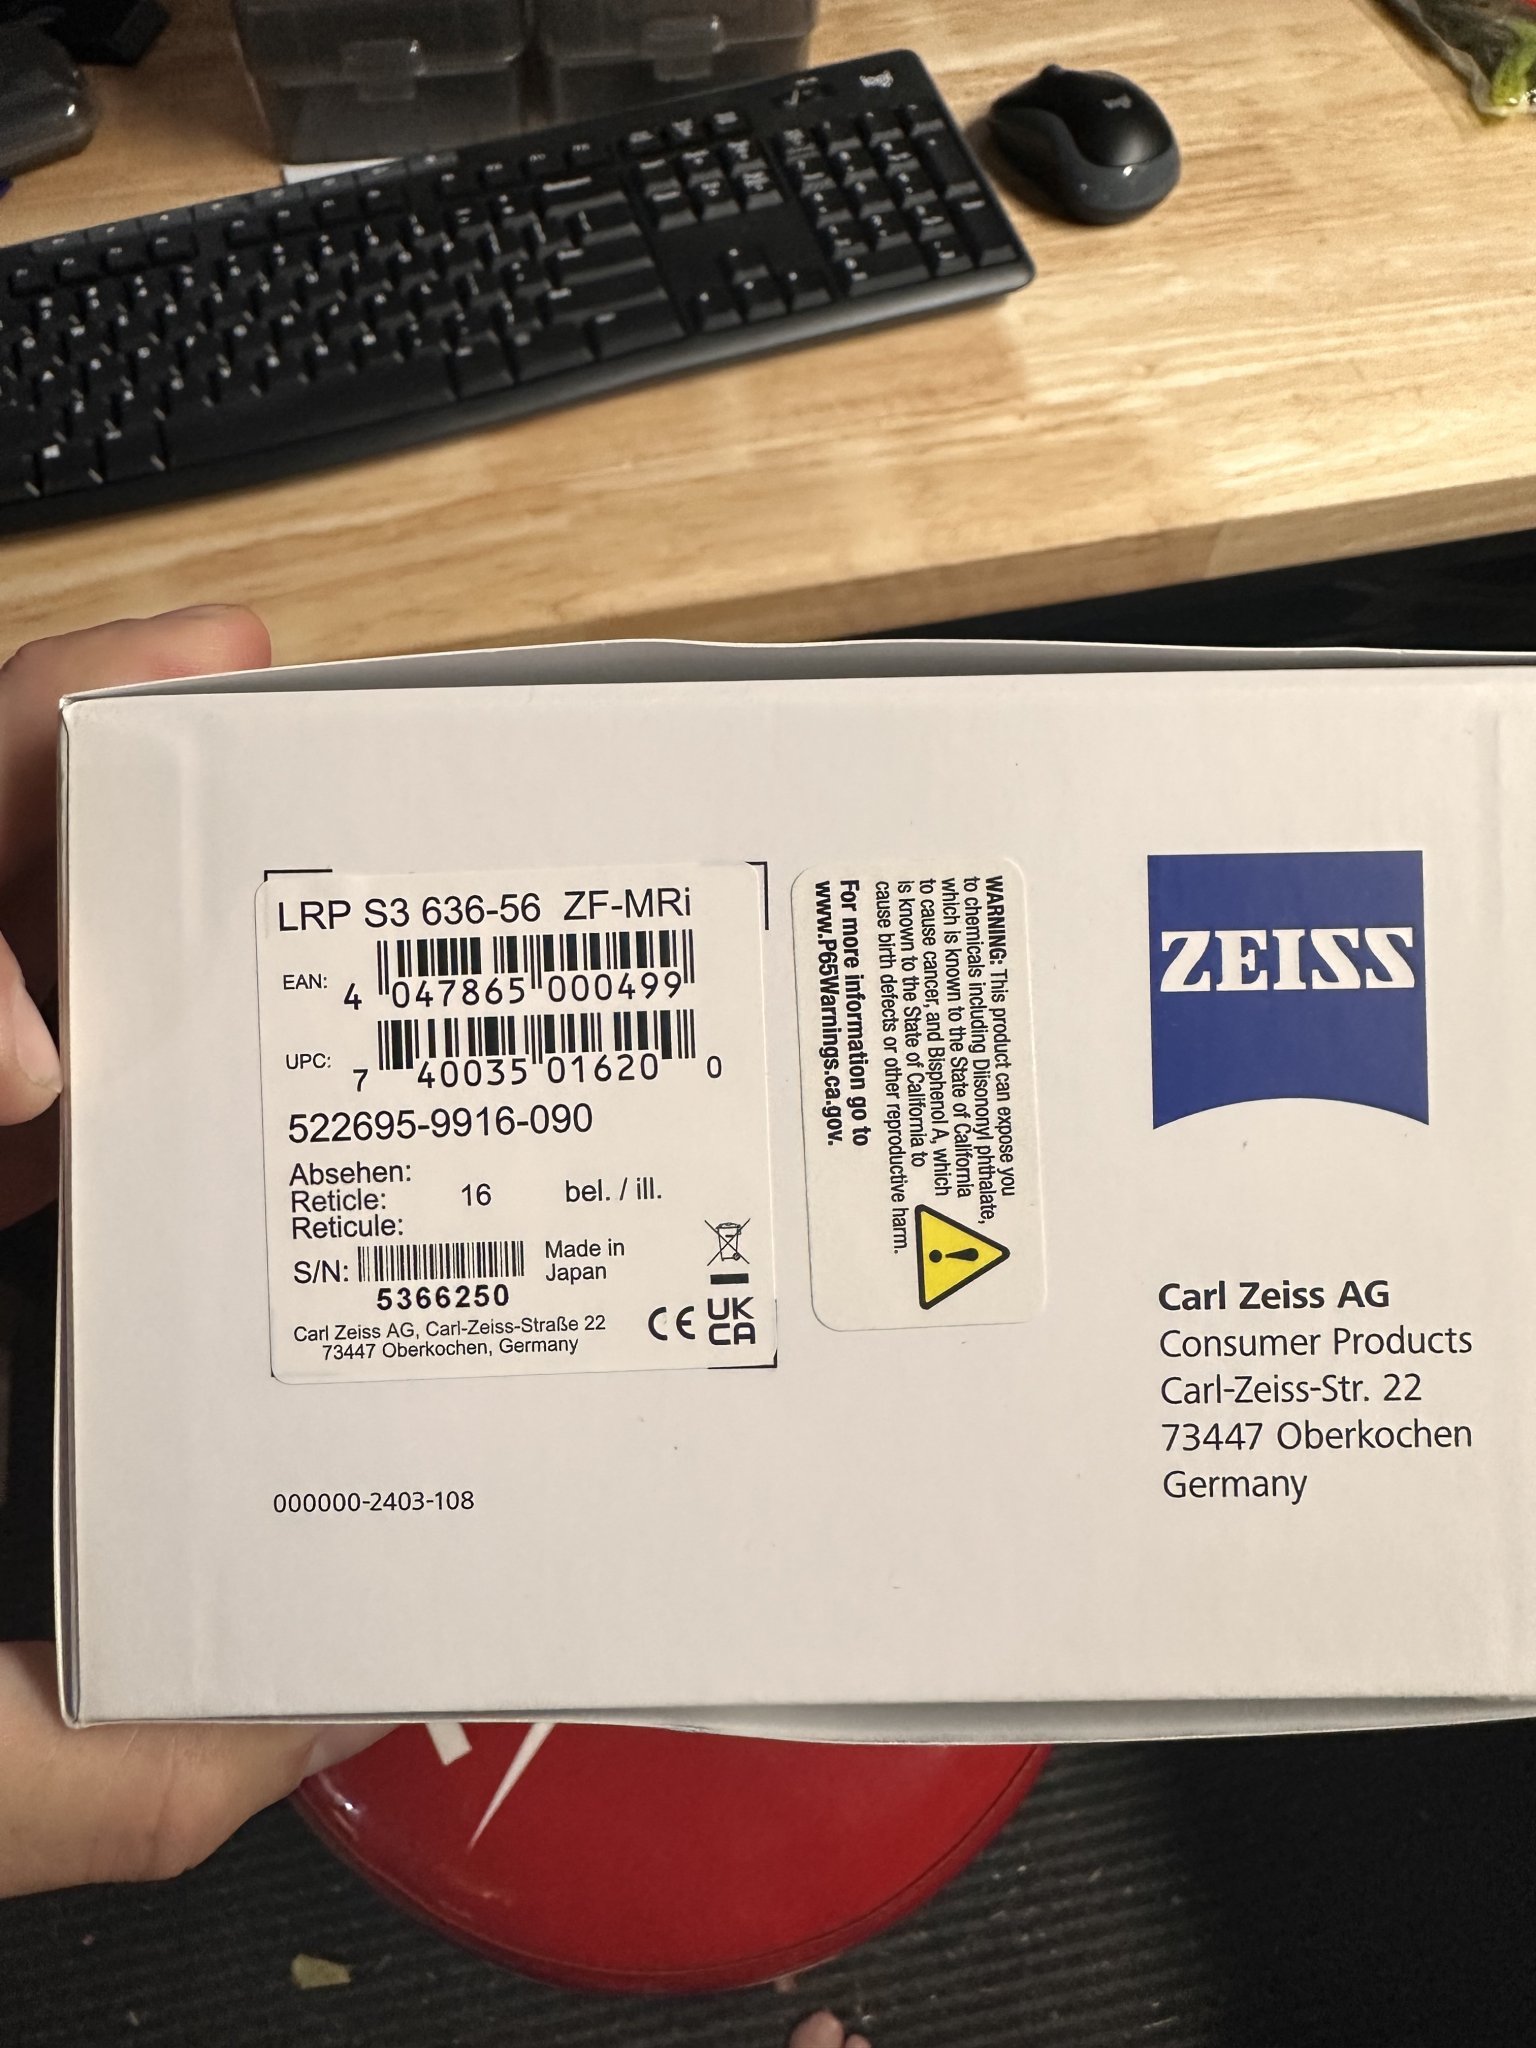 logi
logi
LRP S3 636-56 ZF-MRi
EAN: 4 047865 000499
UPC: 7 40035 01620 0
522695-9916-090
Absehen:
Reticle: 16 bel. / ill.
Reticule:
S/N: 5366250
Made in
Japan
CE UK
CA
Carl Zeiss AG, Carl-Zeiss-Straße 22
73447 Oberkochen, Germany
000000-2403-108
WARNING: This product can expose you
to chemicals including Diisononyl phthalate,
which is known to the State of California
to cause cancer, and Bisphenol A, which
is known to the State of California to
cause birth defects or other reproductive harm.
For more information go to
www.P65Warnings.ca.gov.
ZEISS
Carl Zeiss AG
Consumer Products
Carl-Zeiss-Str. 22
73447 Oberkochen
Germany